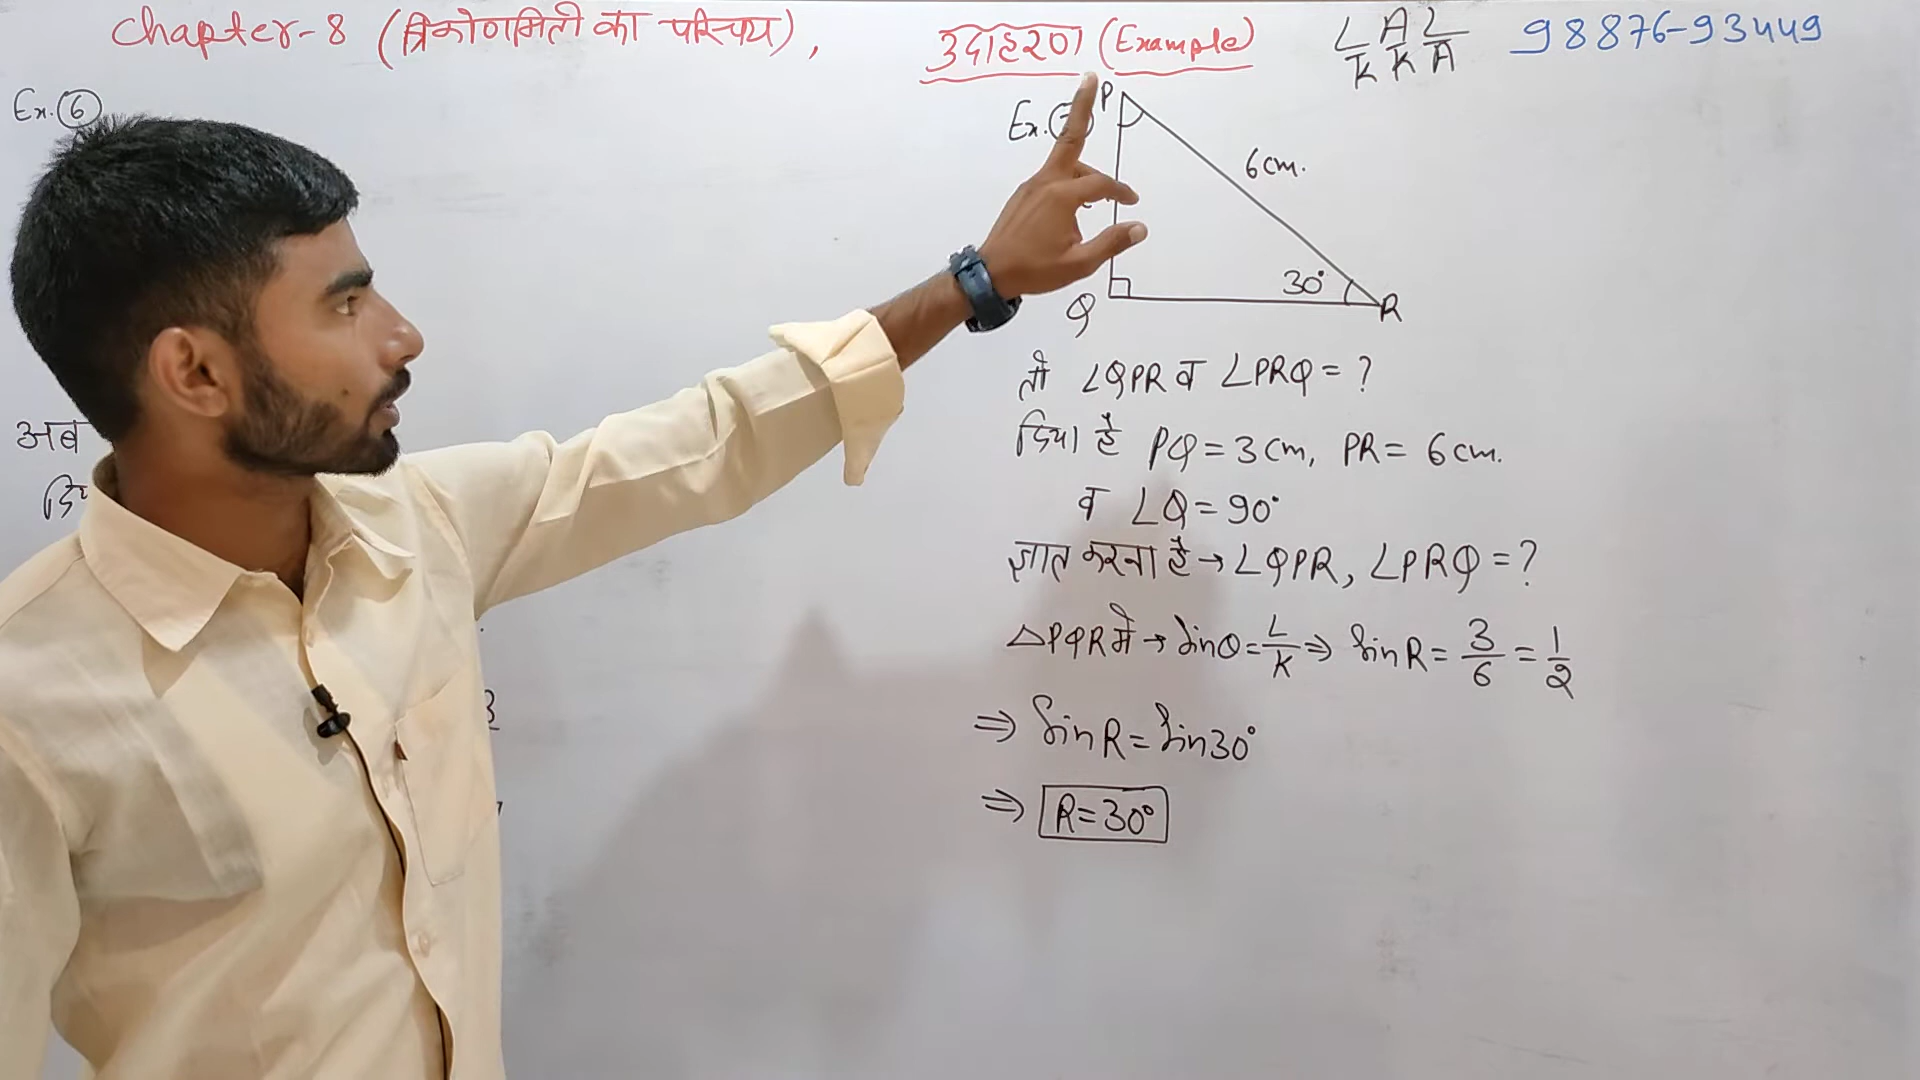 Chapter-8 (त्रिकोणमिती का परिचय), उदाहरण (Example) L/K A/K L/A 98876-93449
Ex. 6
Ex.
P
6cm.
30°
Q
R
तो ∠QPR व ∠PRQ = ?
दिया है PQ = 3cm, PR = 6cm.
व ∠Q = 90°
ज्ञात करना है → ∠QPR, ∠PRQ = ?
△PQR में → sinθ = L/K ⇒ sinR = 3/6 = 1/2
⇒ sinR = sin30°
⇒ R = 30°
अब